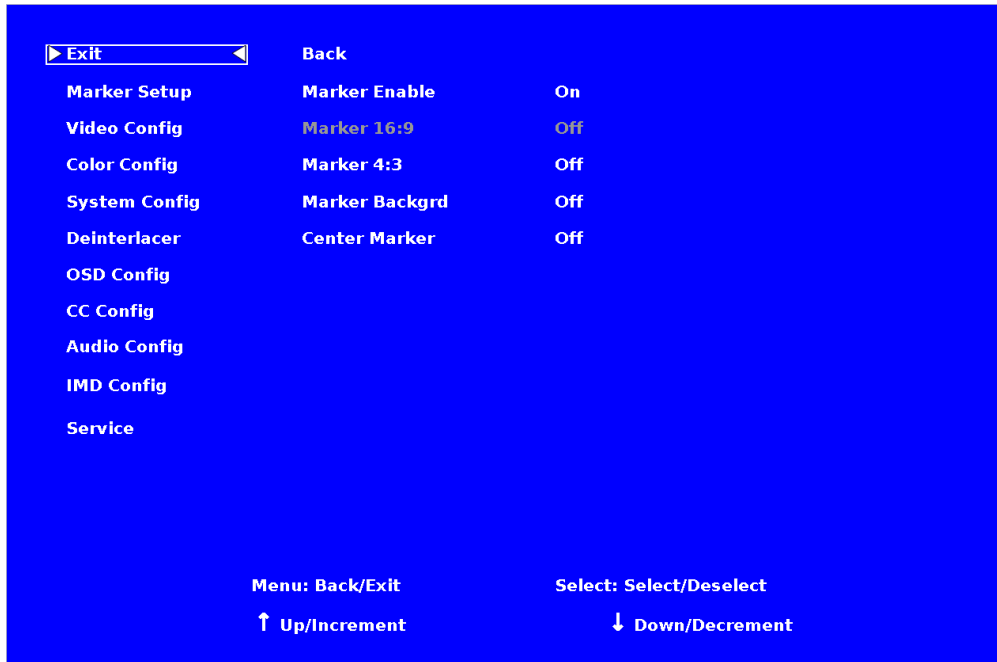 Exit Back
Marker Setup Marker Enable On
Video Config Marker 16:9 Off
Color Config Marker 4:3 Off
System Config Marker Backgrd Off
Deinterlacer Center Marker Off
OSD Config
CC Config
Audio Config
IMD Config
Service
Menu: Back/Exit Select: Select/Deselect
↑ Up/Increment ↓ Down/Decrement